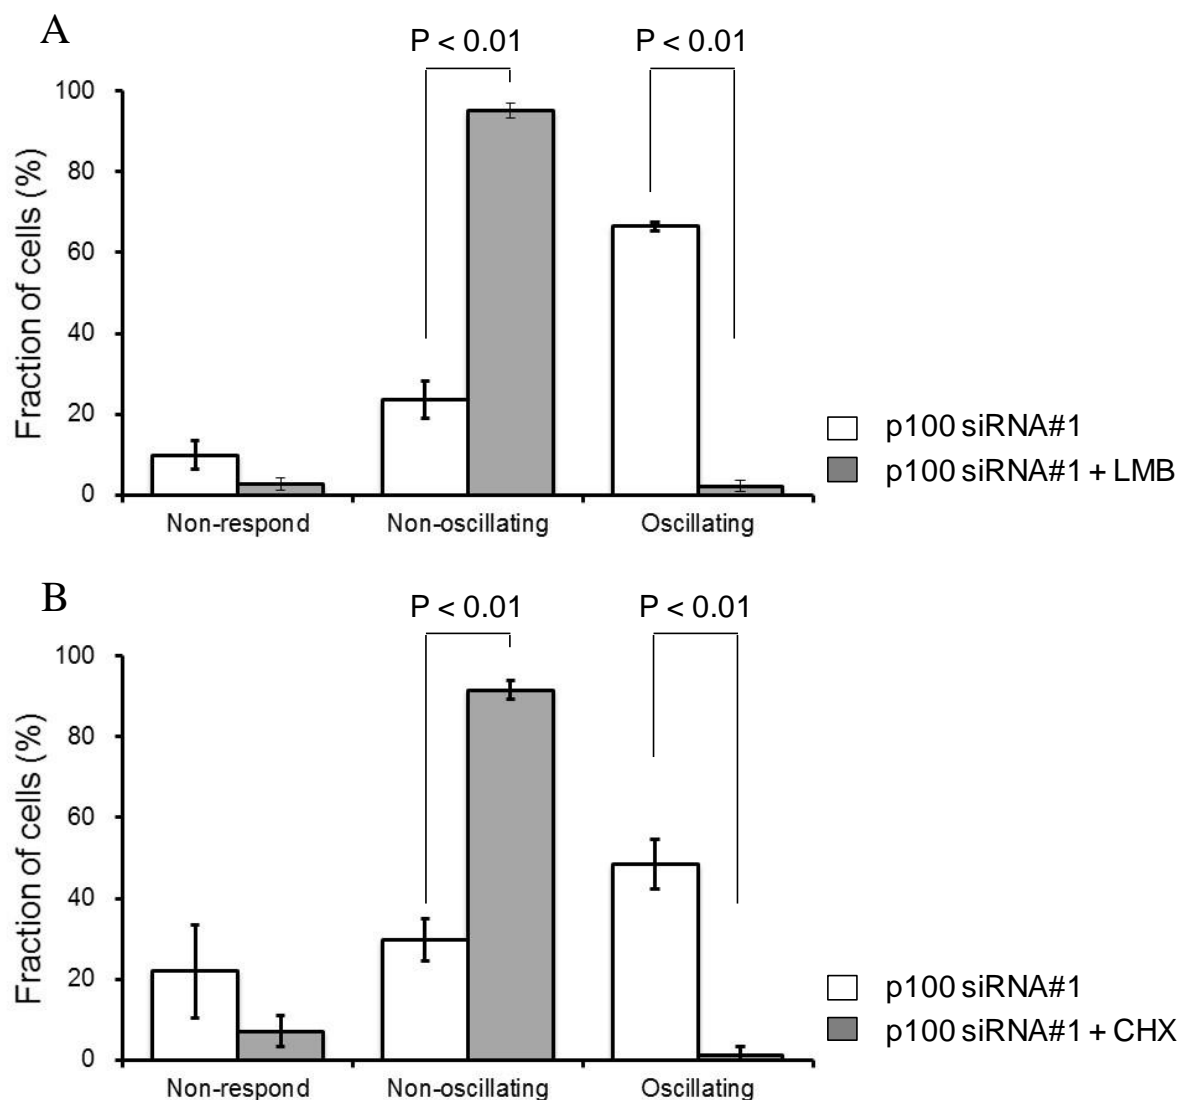 A
P < 0.01
P < 0.01
Fraction of cells (%)
100
80
60
40
20
0
Non-respond
Non-oscillating
Oscillating
p100 siRNA#1
p100 siRNA#1 + LMB
B
P < 0.01
P < 0.01
Fraction of cells (%)
100
80
60
40
20
0
Non-respond
Non-oscillating
Oscillating
p100 siRNA#1
p100 siRNA#1 + CHX